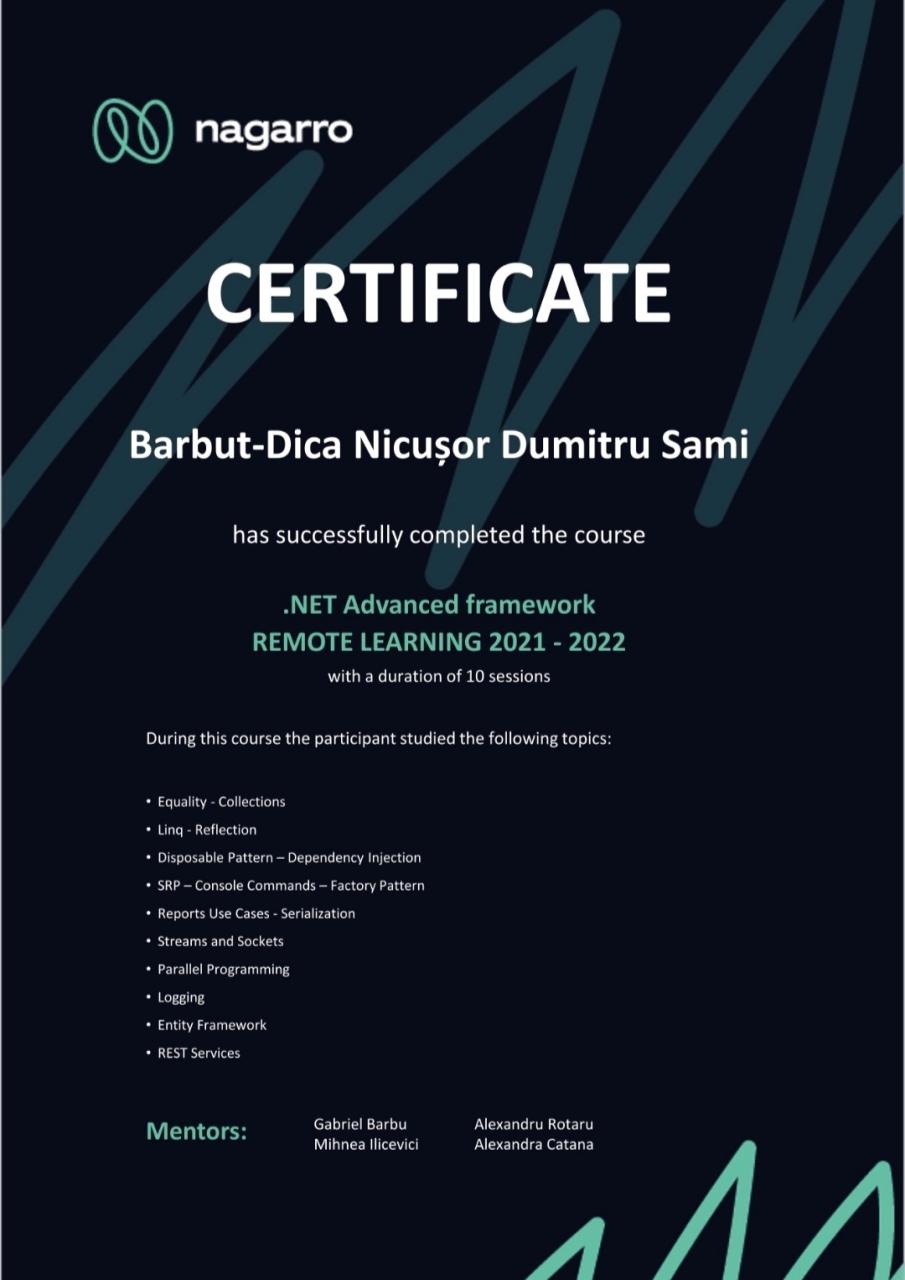 nagarro
CERTIFICATE
Barbut-Dica Nicușor Dumitru Sami
has successfully completed the course
.NET Advanced framework
REMOTE LEARNING 2021 - 2022
with a duration of 10 sessions
During this course the participant studied the following topics:
• Equality - Collections
• Linq - Reflection
• Disposable Pattern – Dependency Injection
• SRP – Console Commands – Factory Pattern
• Reports Use Cases - Serialization
• Streams and Sockets
• Parallel Programming
• Logging
• Entity Framework
• REST Services
Mentors:
Gabriel Barbu
Mihnea Ilicevici
Alexandru Rotaru
Alexandra Catana